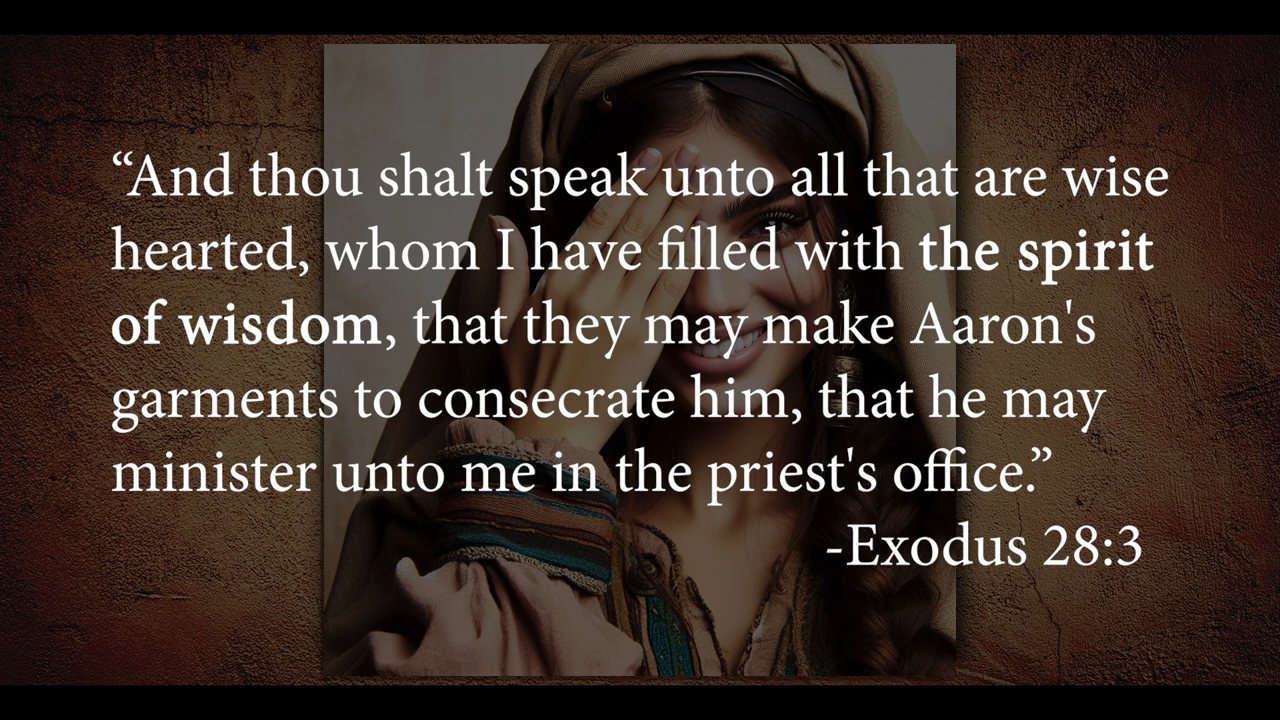 “And thou shalt speak unto all that are wise
hearted, whom I have filled with the spirit
of wisdom, that they may make Aaron's
garments to consecrate him, that he may
minister unto me in the priest's office.”
-Exodus 28:3